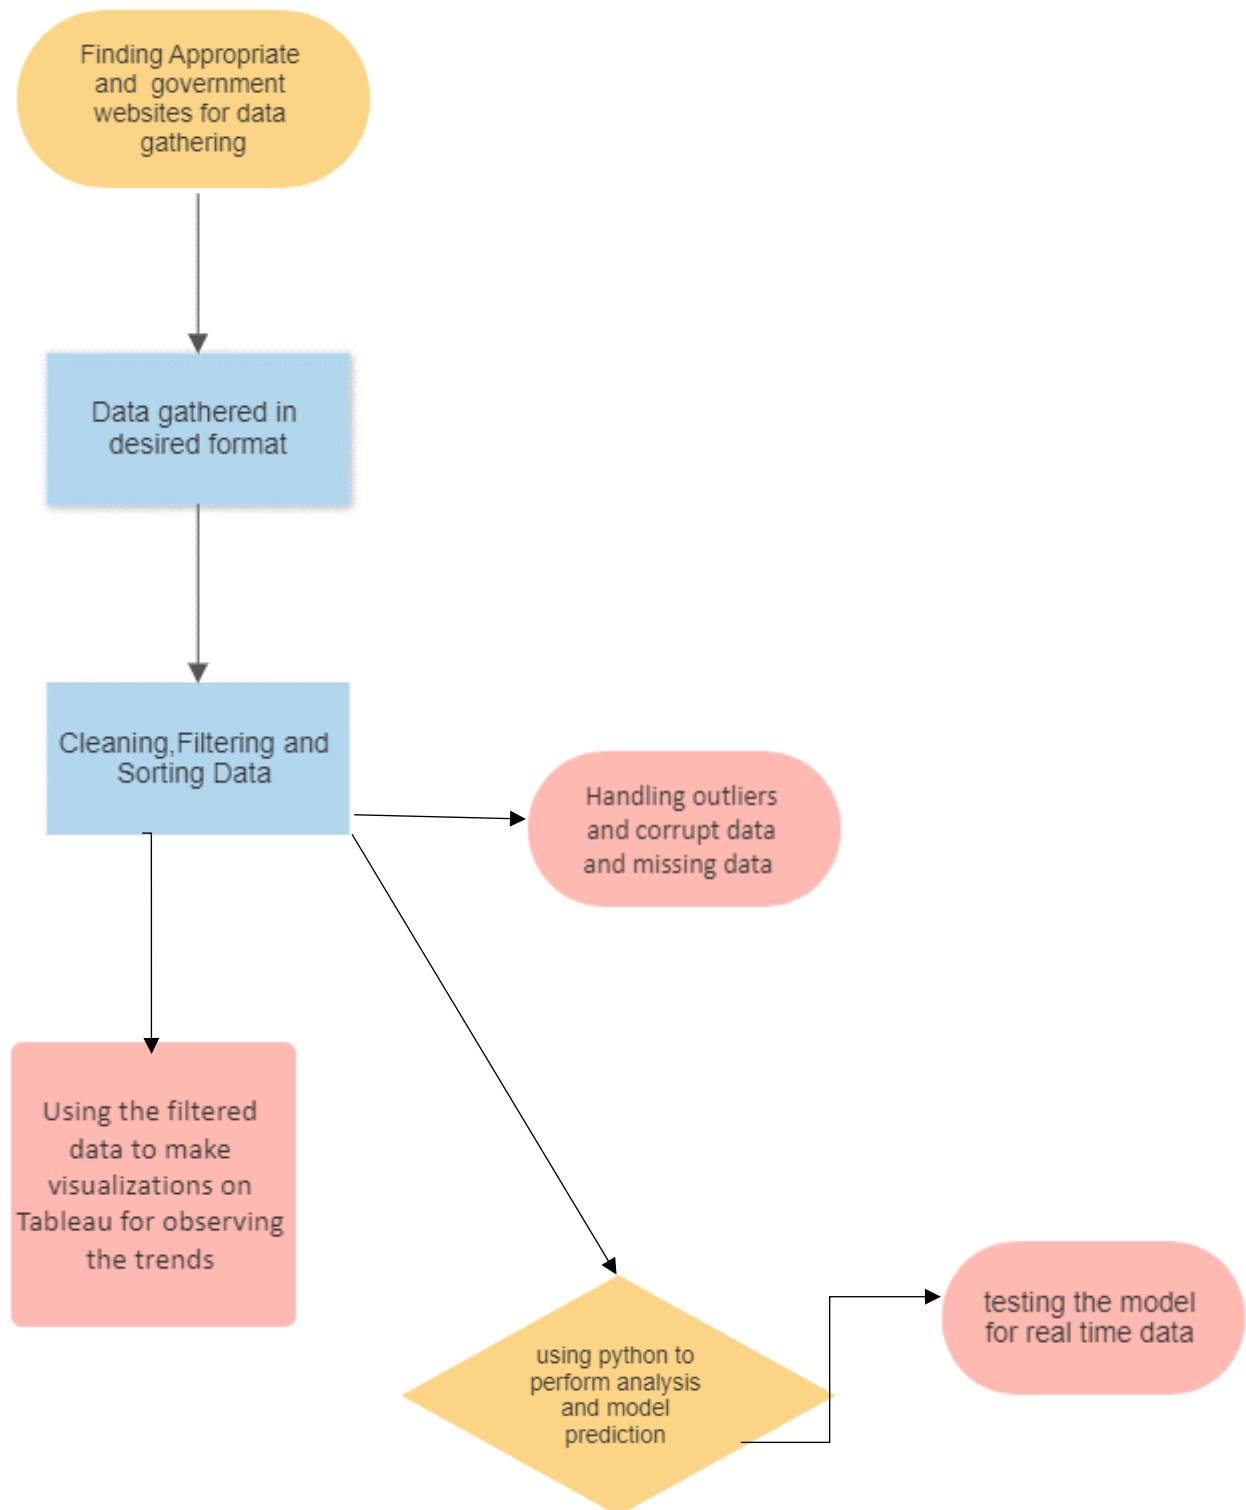 Finding Appropriate
and government
websites for data
gathering
Data gathered in
desired format
Cleaning,Filtering and
Sorting Data
Handling outliers
and corrupt data
and missing data
Using the filtered
data to make
visualizations on
Tableau for observing
the trends
using python to
perform analysis
and model
prediction
testing the model
for real time data